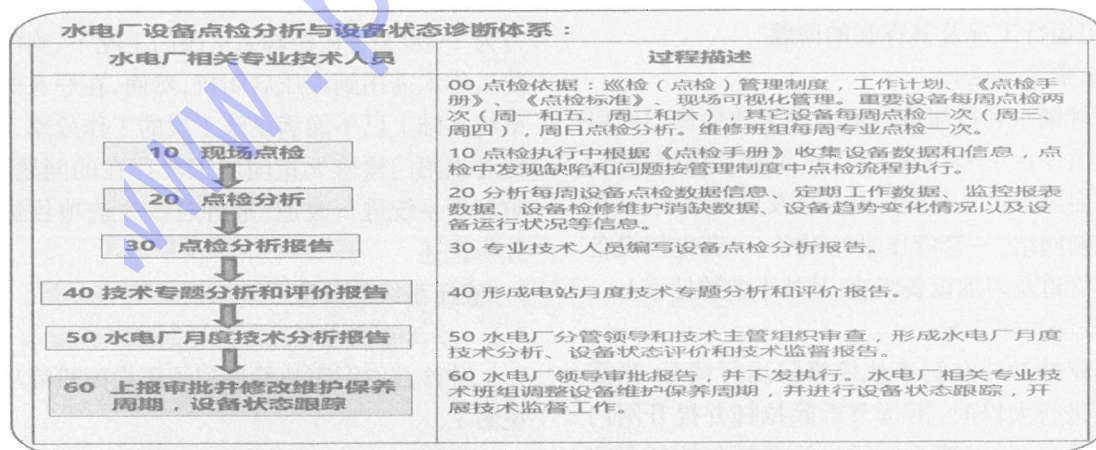 水电厂设备点检分析与设备状态诊断体系：
水电厂相关专业技术人员
过程描述
00 点检依据：巡检（点检）管理制度，工作计划、《点检手
册》、《点检标准》、现场可视化管理。重要设备每周点检两
次（周一和五、周二和六），其它设备每周点检一次（周三、
周四），周日点检分析。维修班组每周专业点检一次。
10 现场点检
10 点检执行中根据《点检手册》收集设备数据和信息，点
检中发现缺陷和问题按管理制度中点检流程执行。
20 点检分析
20 分析每周设备点检数据信息、定期工作数据、监控报表
数据、设备检修维护消缺数据、设备趋势变化情况以及设
备运行状况等信息。
30 点检分析报告
30 专业技术人员编写设备点检分析报告。
40 技术专题分析和评价报告
40 形成电站月度技术专题分析和评价报告。
50 水电厂月度技术分析报告
50 水电厂分管领导和技术主管组织审查，形成水电厂月度
技术分析、设备状态评价和技术监督报告。
60 上报审批并修改维护保养
周期，设备状态跟踪
60 水电厂领导审批报告，并下发执行。水电厂相关专业技
术班组调整设备维护保养周期，并进行设备状态跟踪，开
展技术监督工作。
www.